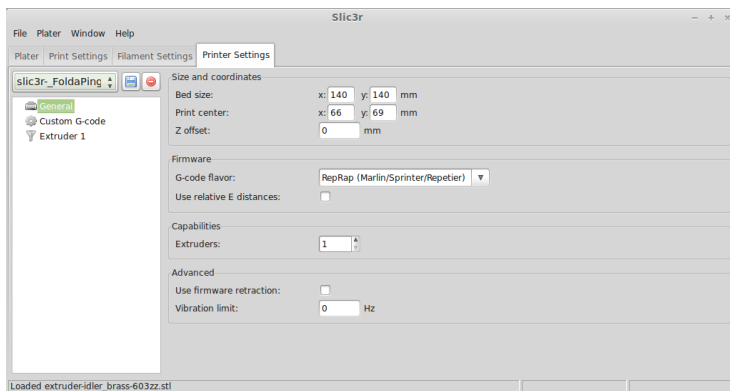 Slic3r
File Plater Window Help
Plater Print Settings Filament Settings Printer Settings
slic3r-_FoldaPing
General
Custom G-code
Extruder 1
Size and coordinates
Bed size: x: 140 y: 140 mm
Print center: x: 66 y: 69 mm
Z offset: 0 mm
Firmware
G-code flavor: RepRap (Marlin/Sprinter/Repetier)
Use relative E distances:
Capabilities
Extruders: 1
Advanced
Use firmware retraction:
Vibration limit: 0 Hz
Loaded extruder-idler_brass-603zz.stl